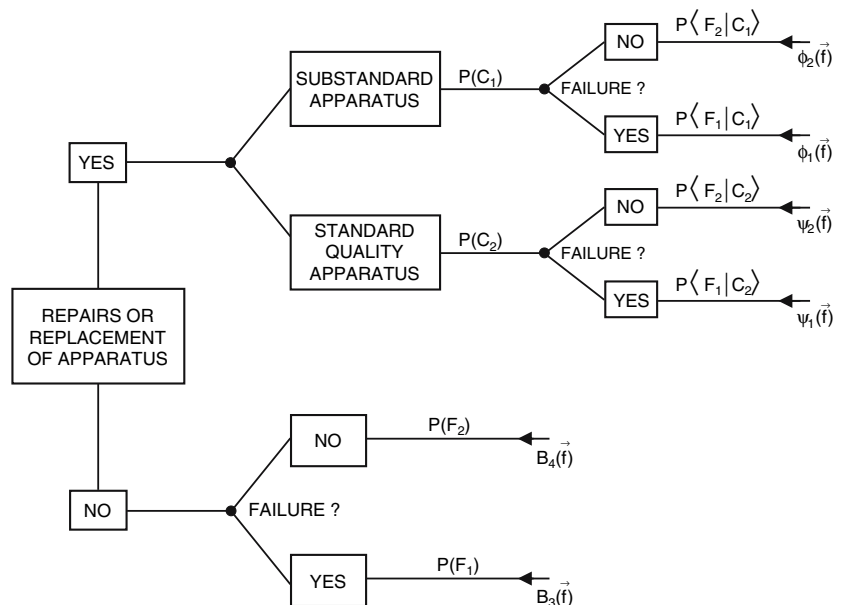 NO
P⟨F₂|C₁⟩
ϕ₂(f⃗)
SUBSTANDARD
APPARATUS
P(C₁)
FAILURE ?
YES
P⟨F₁|C₁⟩
ϕ₁(f⃗)
YES
NO
P⟨F₂|C₂⟩
ψ₂(f⃗)
STANDARD
QUALITY
APPARATUS
P(C₂)
FAILURE ?
YES
P⟨F₁|C₂⟩
ψ₁(f⃗)
REPAIRS OR
REPLACEMENT
OF APPARATUS
NO
P(F₂)
B₄(f⃗)
NO
FAILURE ?
YES
P(F₁)
B₃(f⃗)